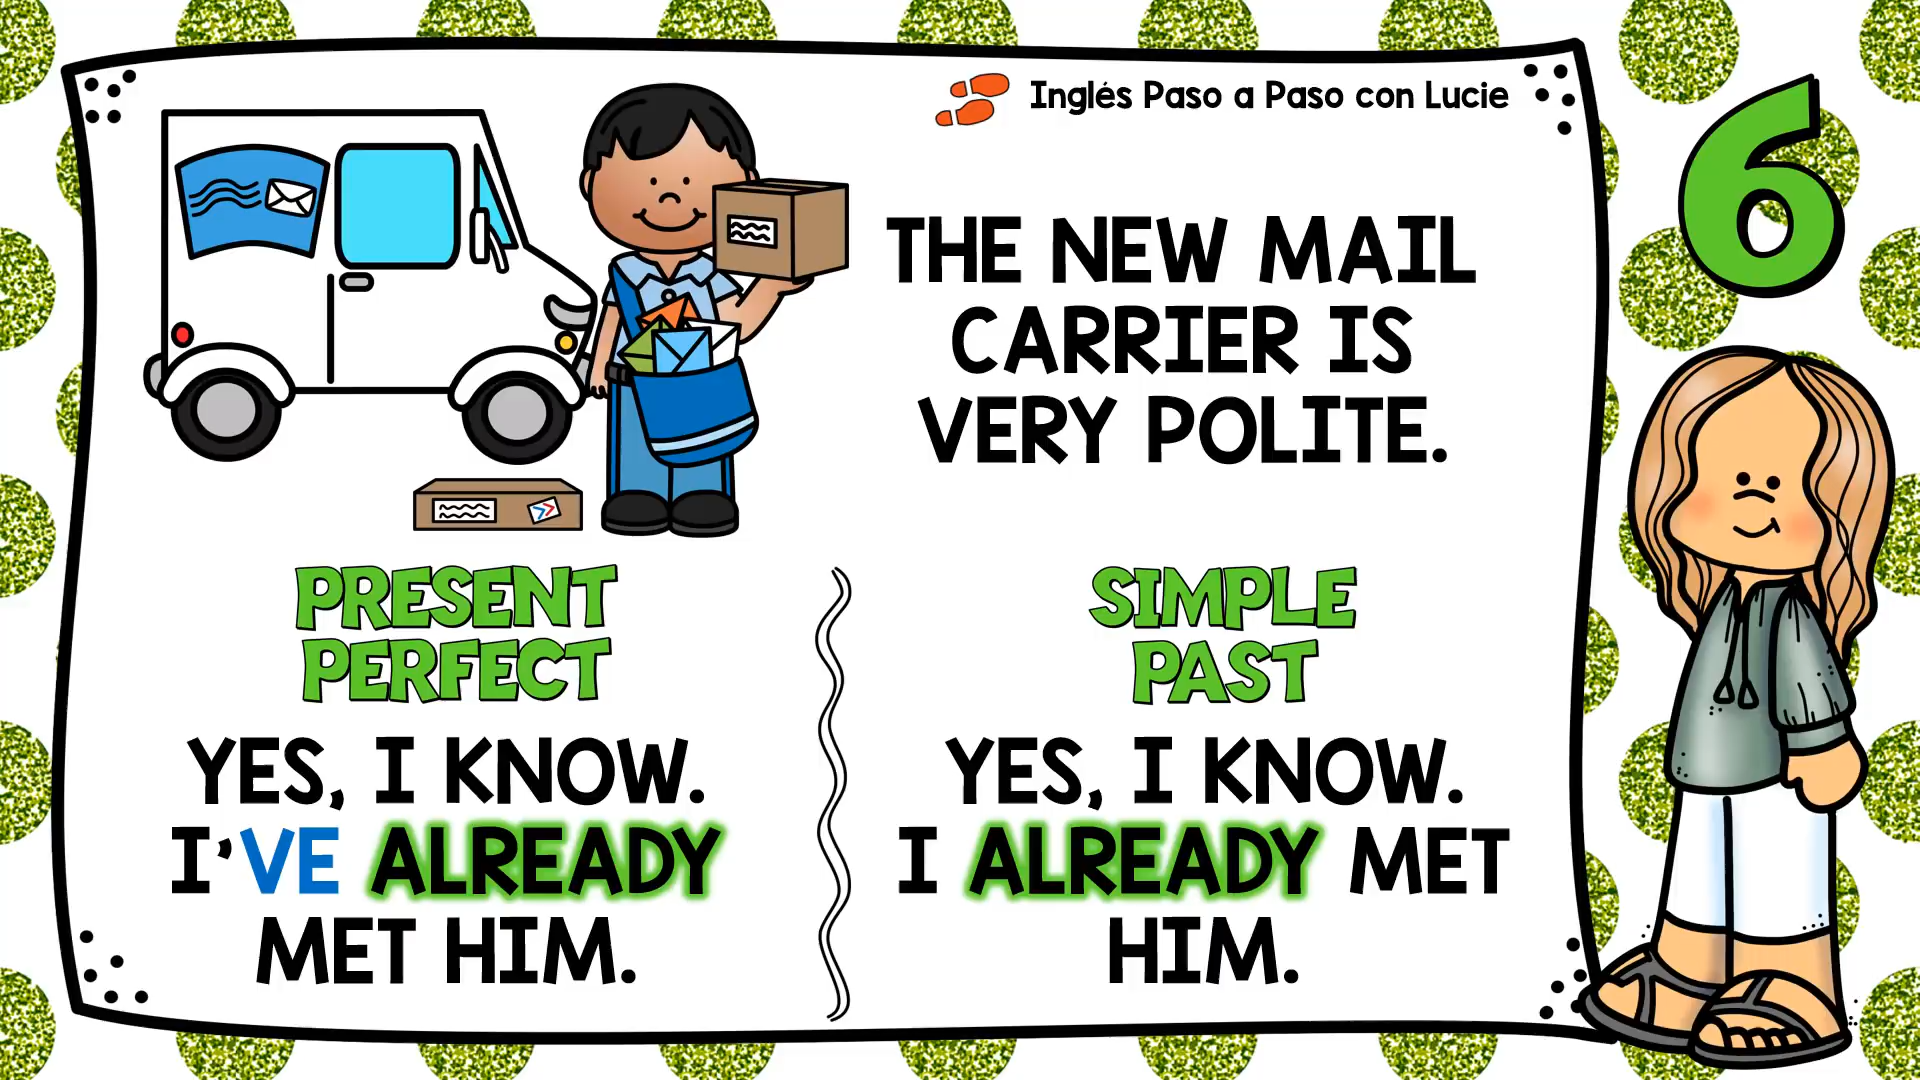 Inglés Paso a Paso con Lucie
6
THE NEW MAIL
CARRIER IS
VERY POLITE.
PRESENT
PERFECT
YES, I KNOW.
I'VE ALREADY
MET HIM.
SIMPLE
PAST
YES, I KNOW.
I ALREADY MET
HIM.